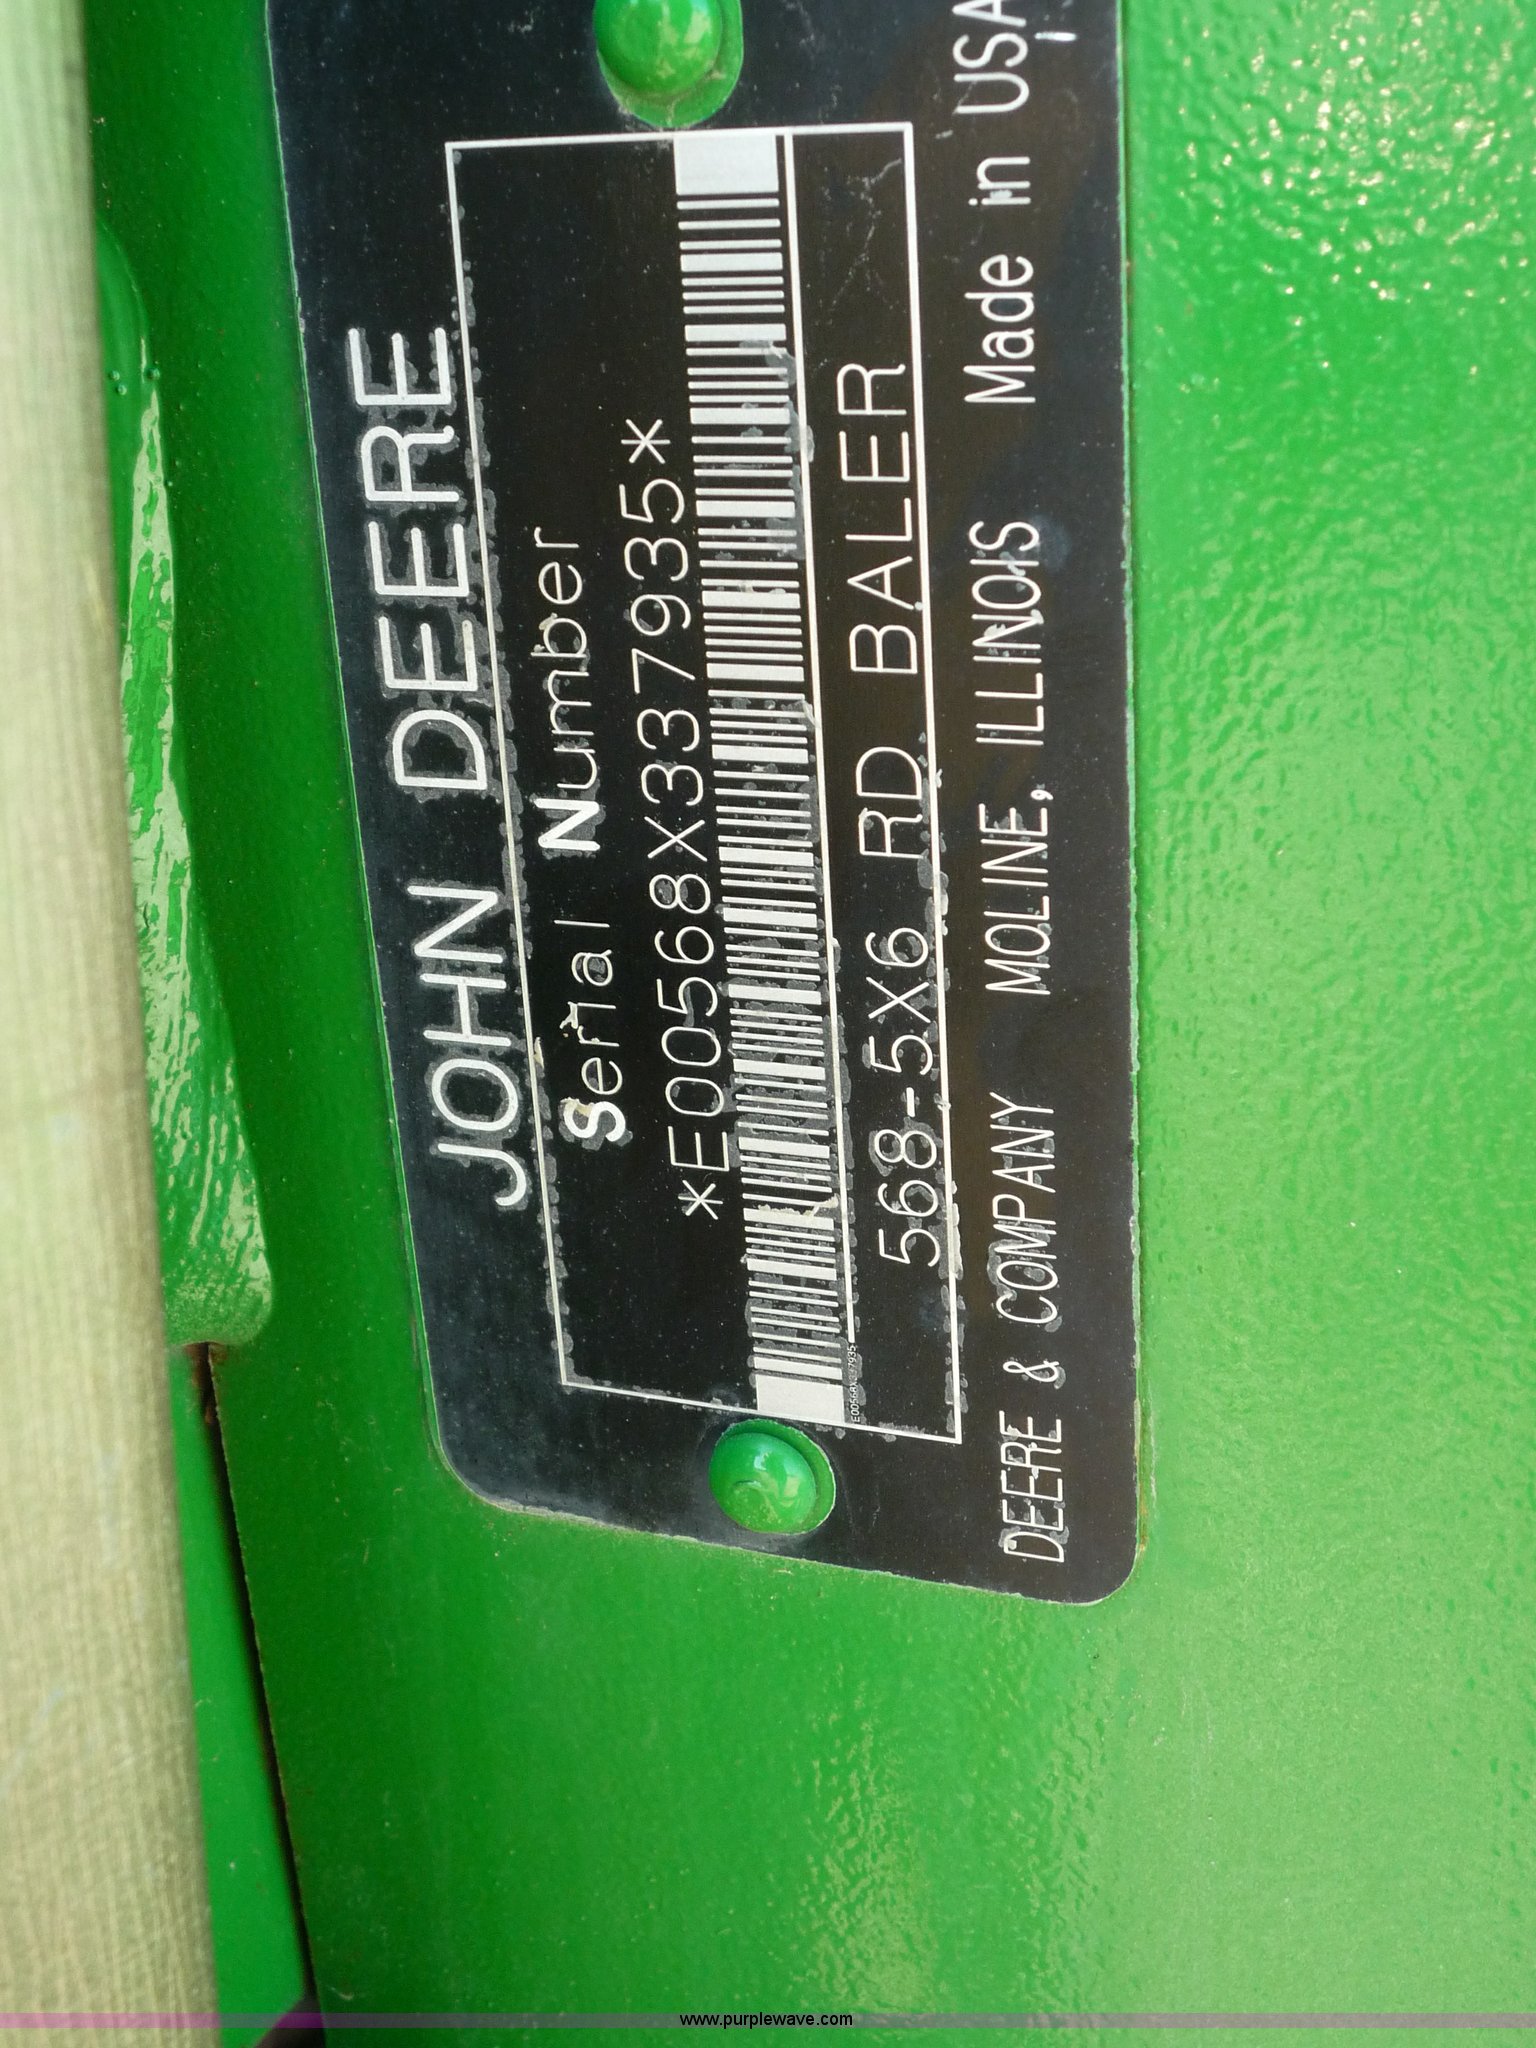 JOHN DEERE
Serial Number
*E00568X337935*
E00568X337935
568-5X6 RD BALER
DEERE & COMPANY MOLINE, ILLINOIS Made in USA
www.purplewave.com